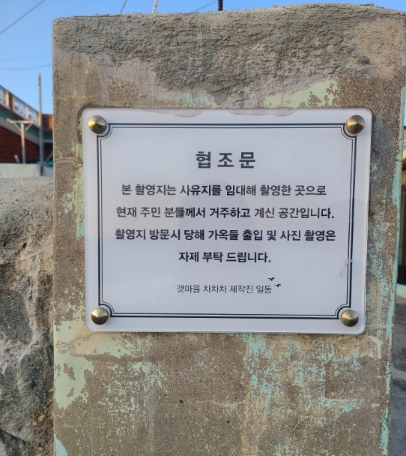 협조문
본 촬영지는 사유지를 임대해 촬영한 곳으로
현재 주민 분들께서 거주하고 계신 공간입니다.
촬영지 방문시 당해 가옥들 출입 및 사진 촬영은
자제 부탁 드립니다.
갯마을 차차차 제작진 일동